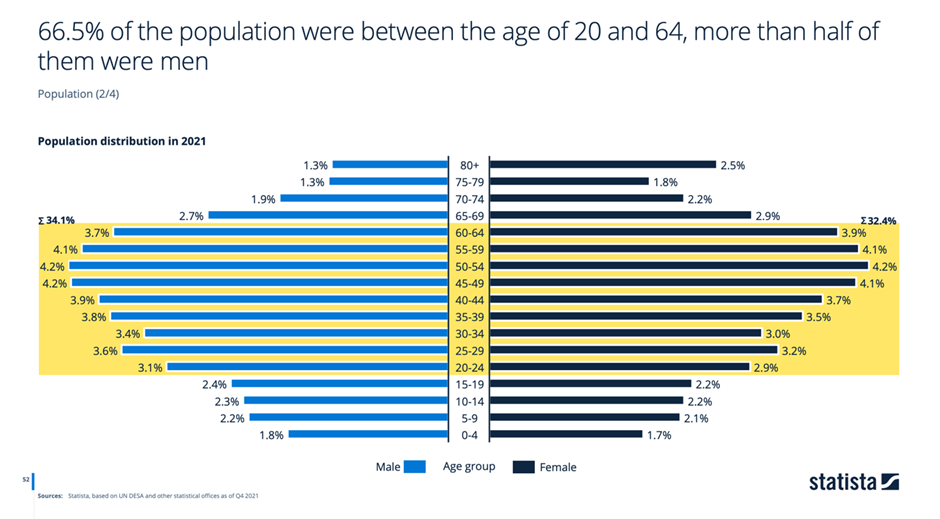 66.5% of the population were between the age of 20 and 64, more than half of
them were men
Population (2/4)
Population distribution in 2021
1.3% 80+ 2.5%
1.3% 75-79 1.8%
1.9% 70-74 2.2%
2.7% 65-69 2.9%
Σ 34.1% Σ 32.4%
3.7% 60-64 3.9%
4.1% 55-59 4.1%
4.2% 50-54 4.2%
4.2% 45-49 4.1%
3.9% 40-44 3.7%
3.8% 35-39 3.5%
3.4% 30-34 3.0%
3.6% 25-29 3.2%
3.1% 20-24 2.9%
2.4% 15-19 2.2%
2.3% 10-14 2.2%
2.2% 5-9 2.1%
1.8% 0-4 1.7%
Male Age group Female
52
statista
Sources: Statista, based on UN DESA and other statistical offices as of Q4 2021